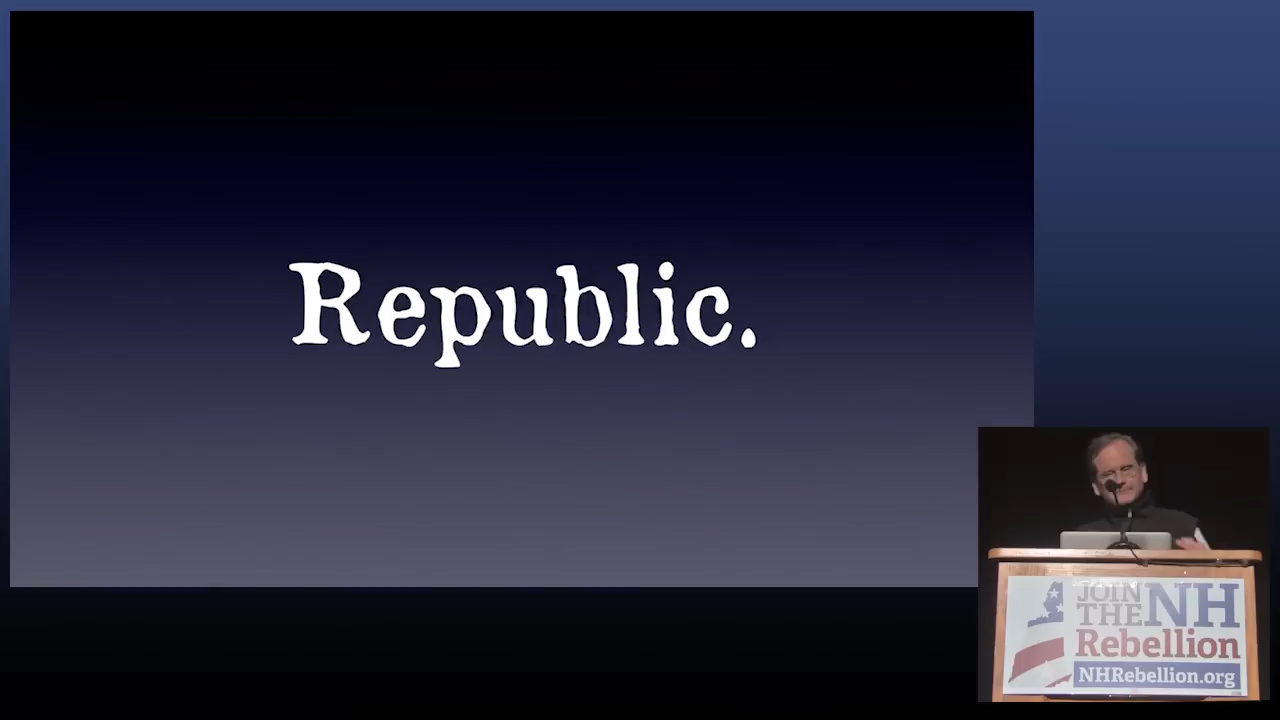 Republic.
JOIN
THE NH
Rebellion
NHRebellion.org